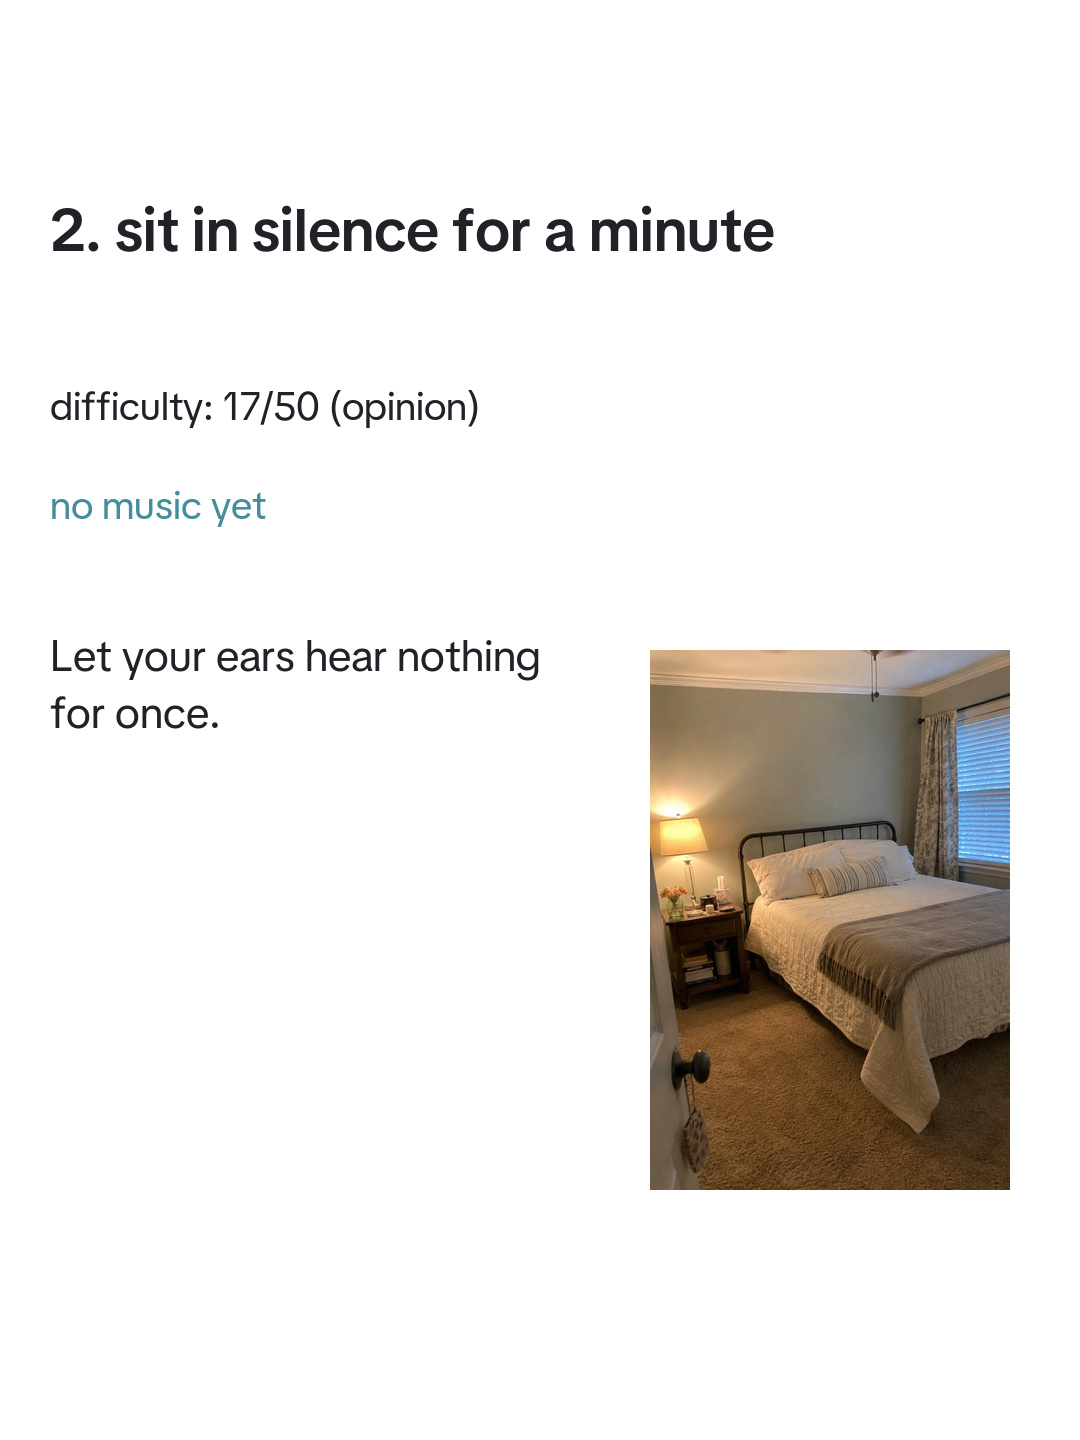 2. sit in silence for a minute
difficulty: 17/50 (opinion)
no music yet
Let your ears hear nothing
for once.